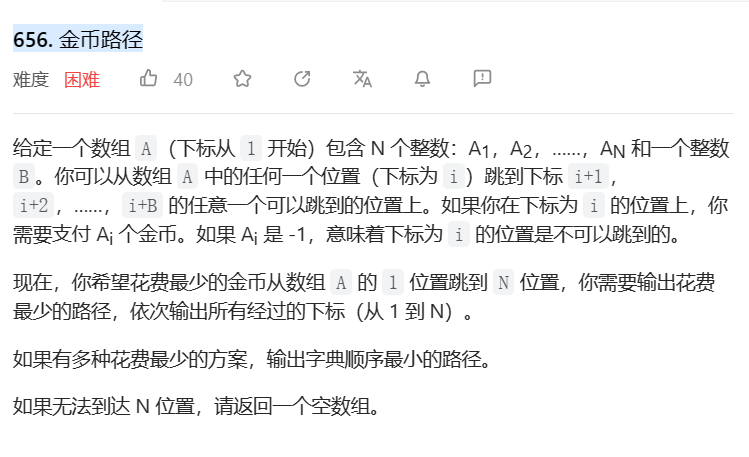 656. 金币路径
难度 困难 40
给定一个数组 A（下标从 1 开始）包含 N 个整数：A1，A2，……，AN 和一个整数
B。你可以从数组 A 中的任何一个位置（下标为 i）跳到下标 i+1，
i+2，……，i+B 的任意一个可以跳到的位置上。如果你在下标为 i 的位置上，你
需要支付 Ai 个金币。如果 Ai 是 -1，意味着下标为 i 的位置是不可以跳到的。
现在，你希望花费最少的金币从数组 A 的 1 位置跳到 N 位置，你需要输出花费
最少的路径，依次输出所有经过的下标（从 1 到 N）。
如果有多种花费最少的方案，输出字典顺序最小的路径。
如果无法到达 N 位置，请返回一个空数组。